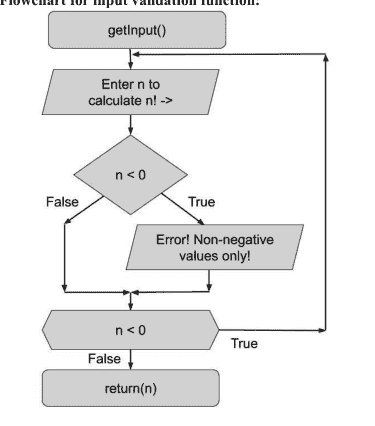 Flowchart for input validation function:
getInput()
Enter n to
calculate n! ->
n < 0
False
True
Error! Non-negative
values only!
n < 0
True
False
return(n)